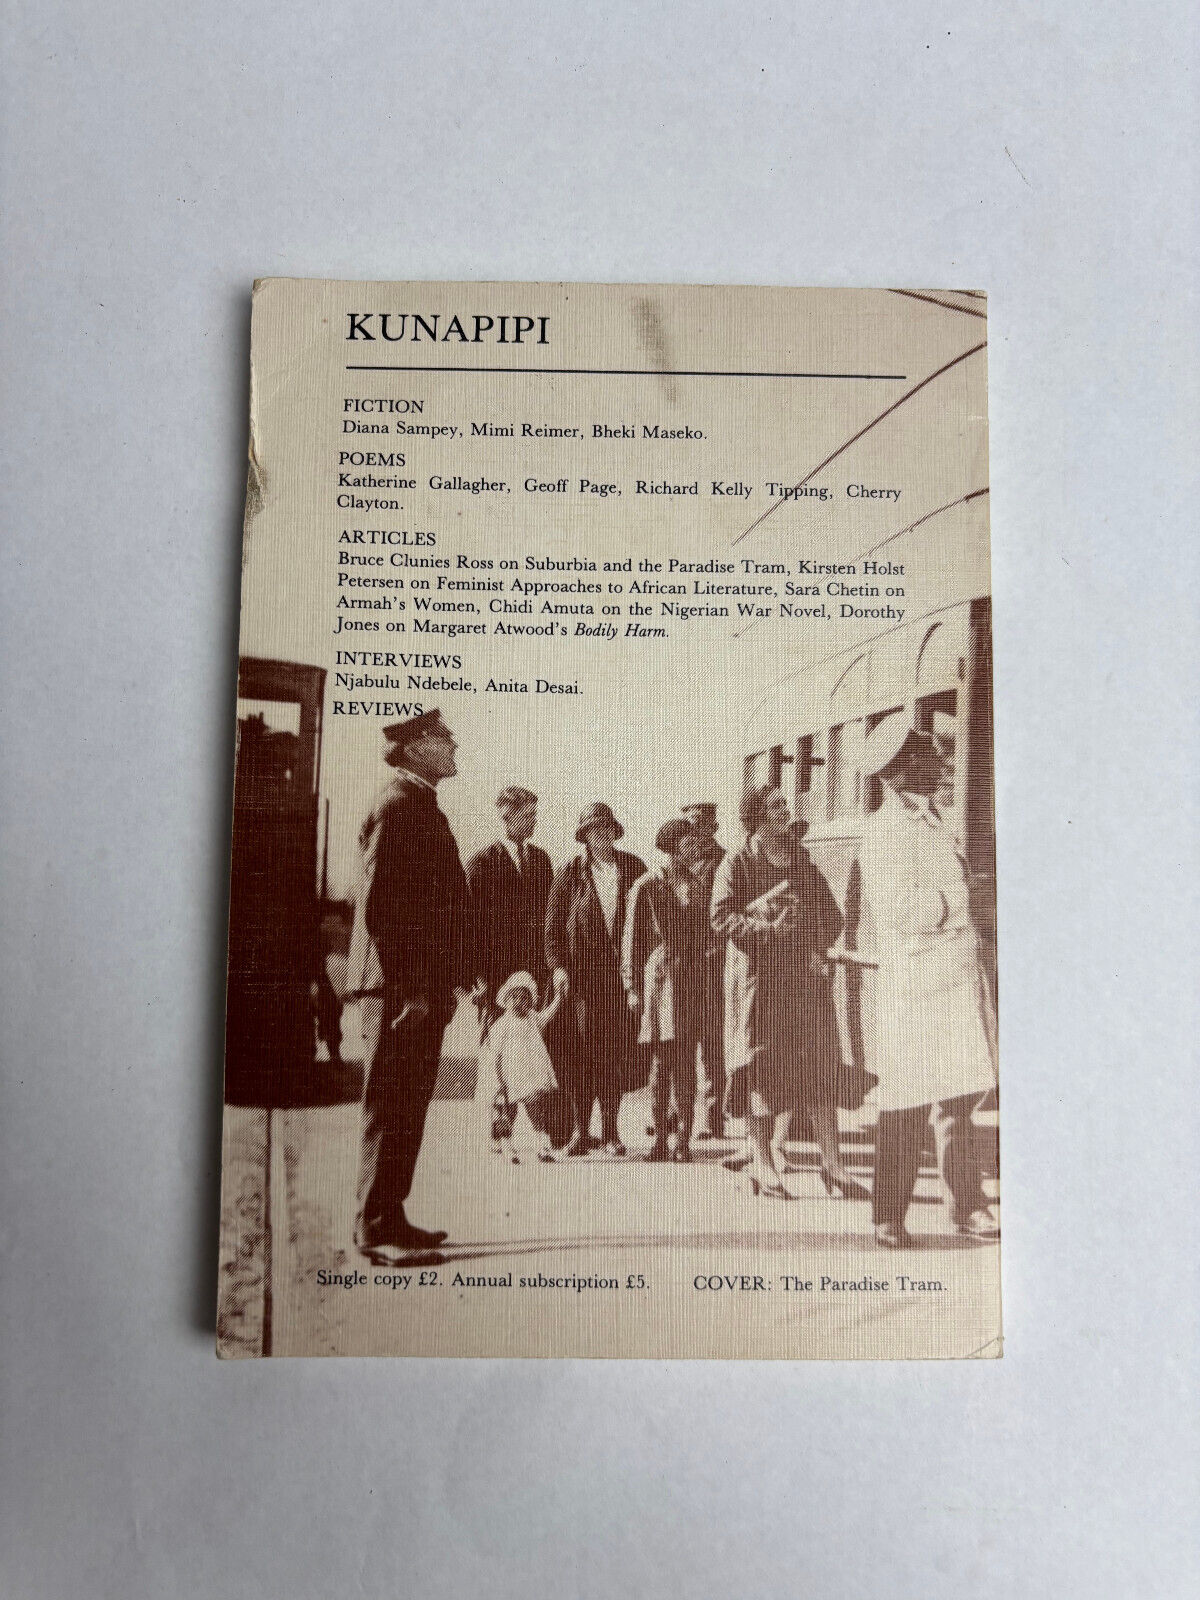 KUNAPIPI
FICTION
Diana Sampey, Mimi Reimer, Bheki Maseko.
POEMS
Katherine Gallagher, Geoff Page, Richard Kelly Tipping, Cherry
Clayton.
ARTICLES
Bruce Clunies Ross on Suburbia and the Paradise Tram, Kirsten Holst
Petersen on Feminist Approaches to African Literature, Sara Chetin on
Armah's Women, Chidi Amuta on the Nigerian War Novel, Dorothy
Jones on Margaret Atwood's Bodily Harm.
INTERVIEWS
Njabulu Ndebele, Anita Desai.
REVIEWS
Single copy £2. Annual subscription £5. COVER: The Paradise Tram.